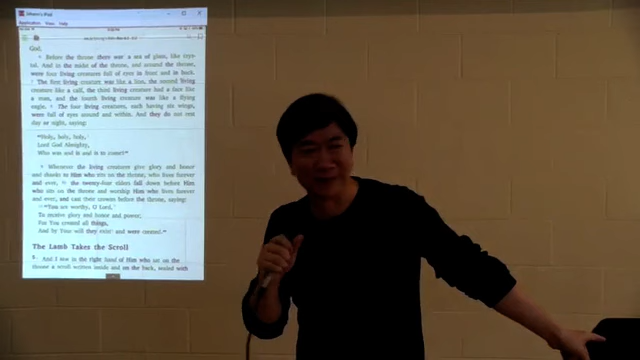 Application View Help
God.
Before the throne there was a sea of glass, like crys-
tal. And in the midst of the throne, and around the throne,
were four living creatures full of eyes in front and in back.
The first living creature was like a lion, the second living
creature like a calf, the third living creature had a face like
a man, and the fourth living creature was like a flying
eagle. The four living creatures, each having six wings,
were full of eyes around and within. And they do not rest
day or night, saying:
"Holy, holy, holy,
Lord God Almighty,
Who was and is and is to come!"
Whenever the living creatures give glory and honor
and thanks to Him who sits on the throne, who lives forever
and ever, the twenty-four elders fall down before Him
who sits on the throne and worship Him who lives forever
and ever, and cast their crowns before the throne, saying:
"You are worthy, O Lord,
To receive glory and honor and power;
For You created all things,
And by Your will they exist and were created."
The Lamb Takes the Scroll
And I saw in the right hand of Him who sat on the
throne a scroll written inside and on the back, sealed with